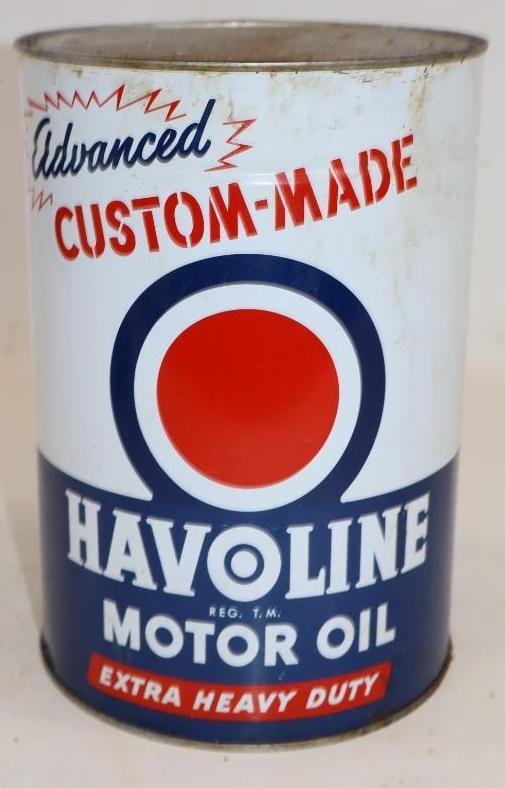 Advanced
CUSTOM-MADE
HAVOLINE
REG. T.M.
MOTOR OIL
EXTRA HEAVY DUTY